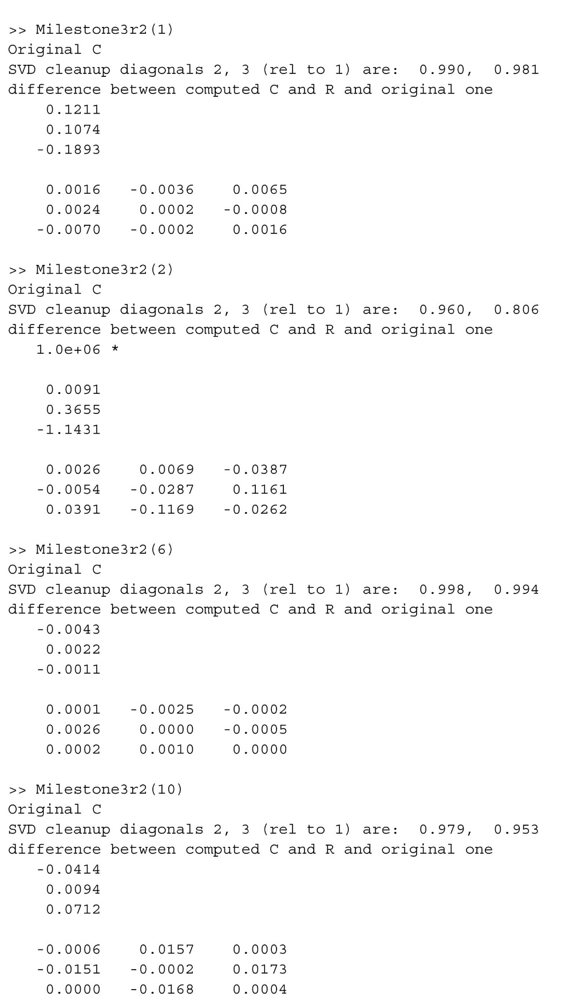 >> Milestone3r2(1)
Original C
SVD cleanup diagonals 2, 3 (rel to 1) are:  0.990,  0.981
difference between computed C and R and original one
    0.1211
    0.1074
   -0.1893
    0.0016   -0.0036    0.0065
    0.0024    0.0002   -0.0008
   -0.0070   -0.0002    0.0016
>> Milestone3r2(2)
Original C
SVD cleanup diagonals 2, 3 (rel to 1) are:  0.960,  0.806
difference between computed C and R and original one
   1.0e+06 *
    0.0091
    0.3655
   -1.1431
    0.0026    0.0069   -0.0387
   -0.0054   -0.0287    0.1161
    0.0391   -0.1169   -0.0262
>> Milestone3r2(6)
Original C
SVD cleanup diagonals 2, 3 (rel to 1) are:  0.998,  0.994
difference between computed C and R and original one
   -0.0043
    0.0022
   -0.0011
    0.0001   -0.0025   -0.0002
    0.0026    0.0000   -0.0005
    0.0002    0.0010    0.0000
>> Milestone3r2(10)
Original C
SVD cleanup diagonals 2, 3 (rel to 1) are:  0.979,  0.953
difference between computed C and R and original one
   -0.0414
    0.0094
    0.0712
   -0.0006    0.0157    0.0003
   -0.0151   -0.0002    0.0173
    0.0000   -0.0168    0.0004